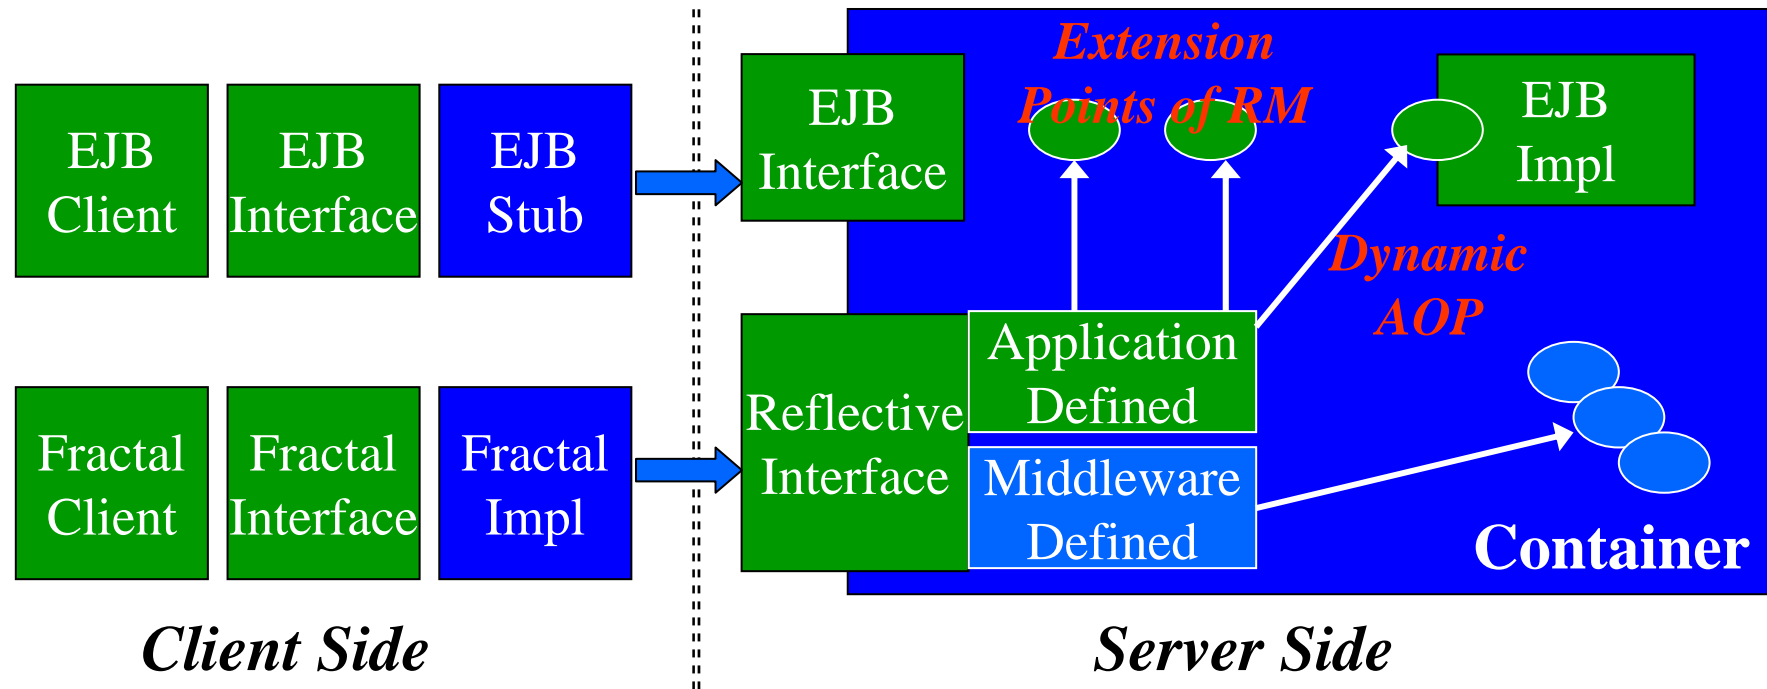 EJB
Client
EJB
Interface
EJB
Stub
Fractal
Client
Fractal
Interface
Fractal
Impl
Client Side
EJB
Interface
Extension
Points of RM
EJB
Impl
Dynamic
AOP
Reflective
Interface
Application
Defined
Middleware
Defined
Container
Server Side